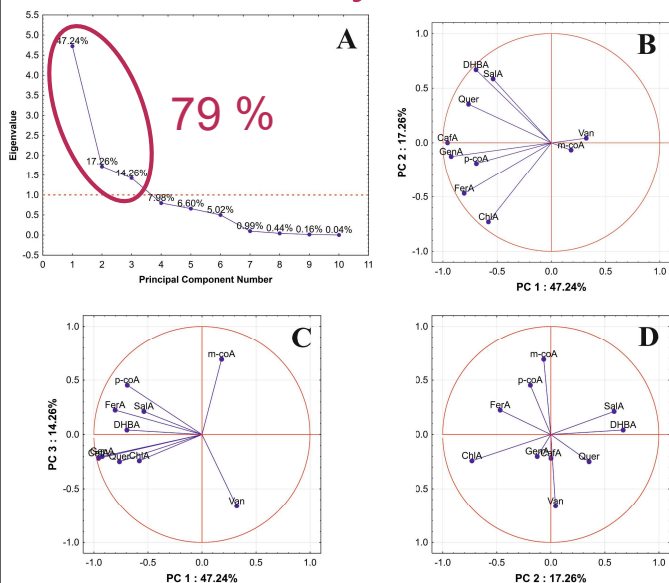 A
79 %
47.24%
17.26%
14.26%
7.98%
6.60%
5.02%
0.99%
0.44%
0.16%
0.04%
5.5
5.0
4.5
4.0
3.5
3.0
2.5
2.0
1.5
1.0
0.5
0.0
-0.5
0 1 2 3 4 5 6 7 8 9 10 11
Eigenvalue
Principal Component Number
B
DHBA
SalA
Quer
CafA
GenA
p-coA
Van
m-coA
FerA
ChlA
1.0
0.5
0.0
-0.5
-1.0
-1.0 -0.5 0.0 0.5 1.0
PC 2 : 17.26%
PC 1 : 47.24%
C
m-coA
p-coA
FerA
SalA
DHBA
GenA
CafA
Quer
ChlA
Van
1.0
0.5
0.0
-0.5
-1.0
-1.0 -0.5 0.0 0.5 1.0
PC 3 : 14.26%
PC 1 : 47.24%
D
m-coA
p-coA
FerA
SalA
DHBA
ChlA
GenA
CafA
Quer
Van
1.0
0.5
0.0
-0.5
-1.0
-1.0 -0.5 0.0 0.5 1.0
PC 2 : 17.26%